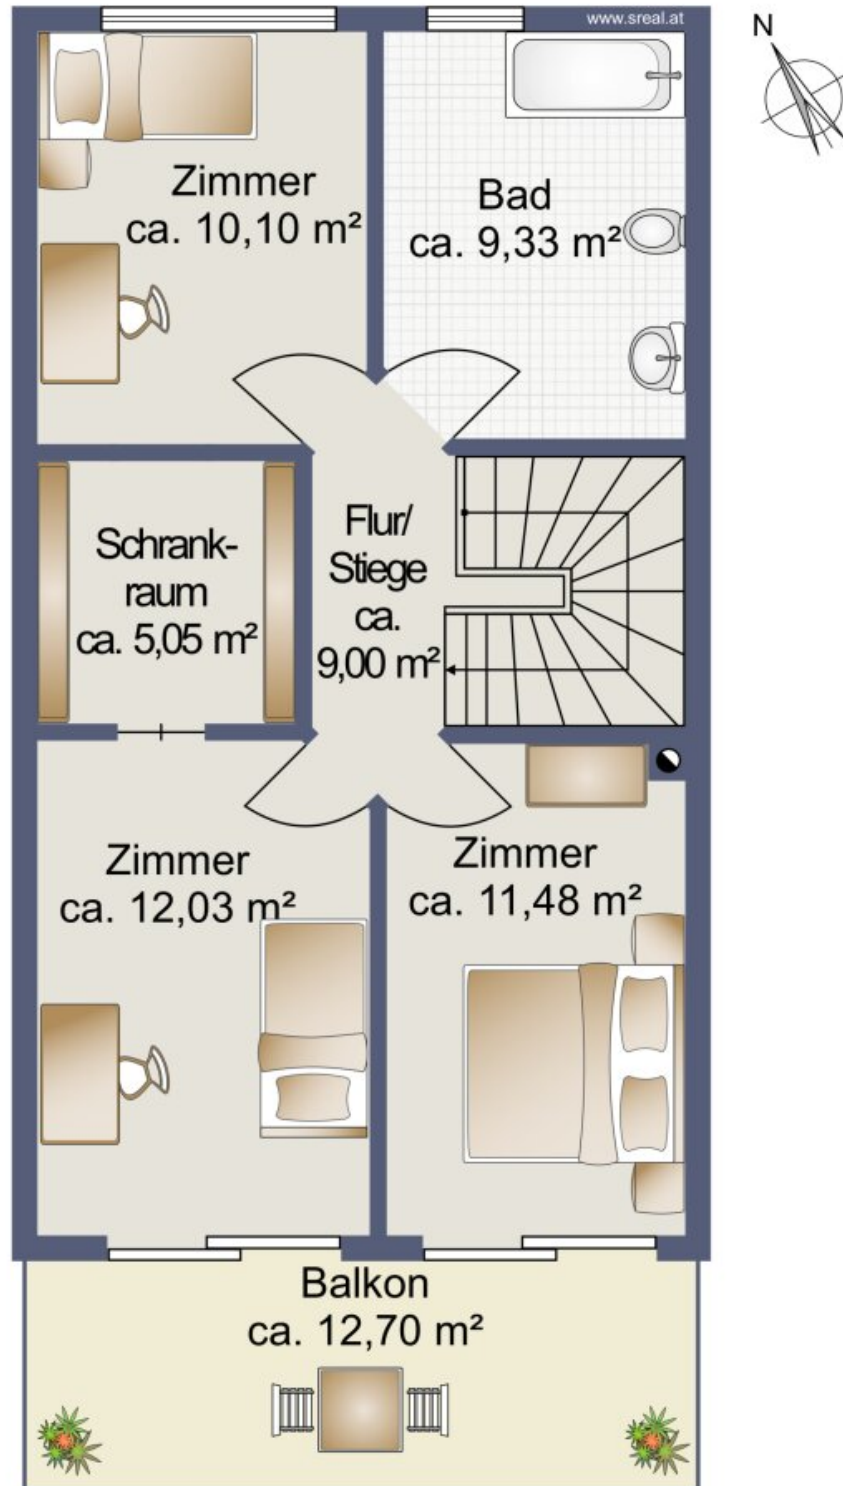 www.sreal.at
N
Zimmer
ca. 10,10 m²
Bad
ca. 9,33 m²
Schrank-
raum
ca. 5,05 m²
Flur/
Stiege
ca.
9,00 m²
Zimmer
ca. 12,03 m²
Zimmer
ca. 11,48 m²
Balkon
ca. 12,70 m²